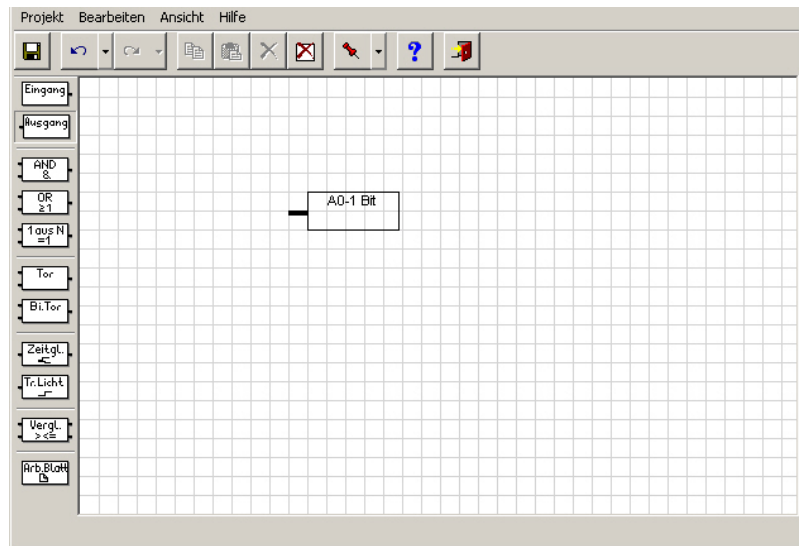 Projekt Bearbeiten Ansicht Hilfe
Eingang
Ausgang
AND
&
OR
≥1
1 aus N
=1
Tor
Bi.Tor
Zeitgl.
Tr.Licht
Vergl.
><=
Arb.Blatt
A0-1 Bit